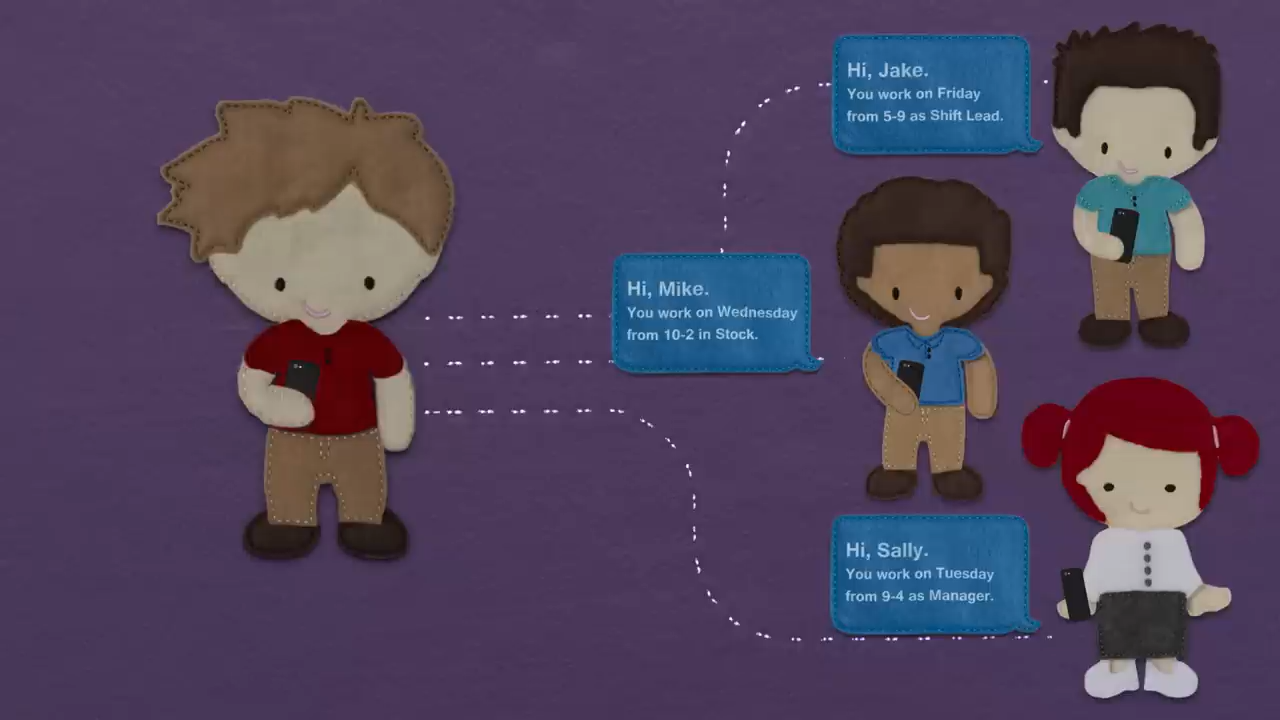 Hi, Jake.
You work on Friday
from 5-9 as Shift Lead.
Hi, Mike.
You work on Wednesday
from 10-2 in Stock.
Hi, Sally.
You work on Tuesday
from 9-4 as Manager.